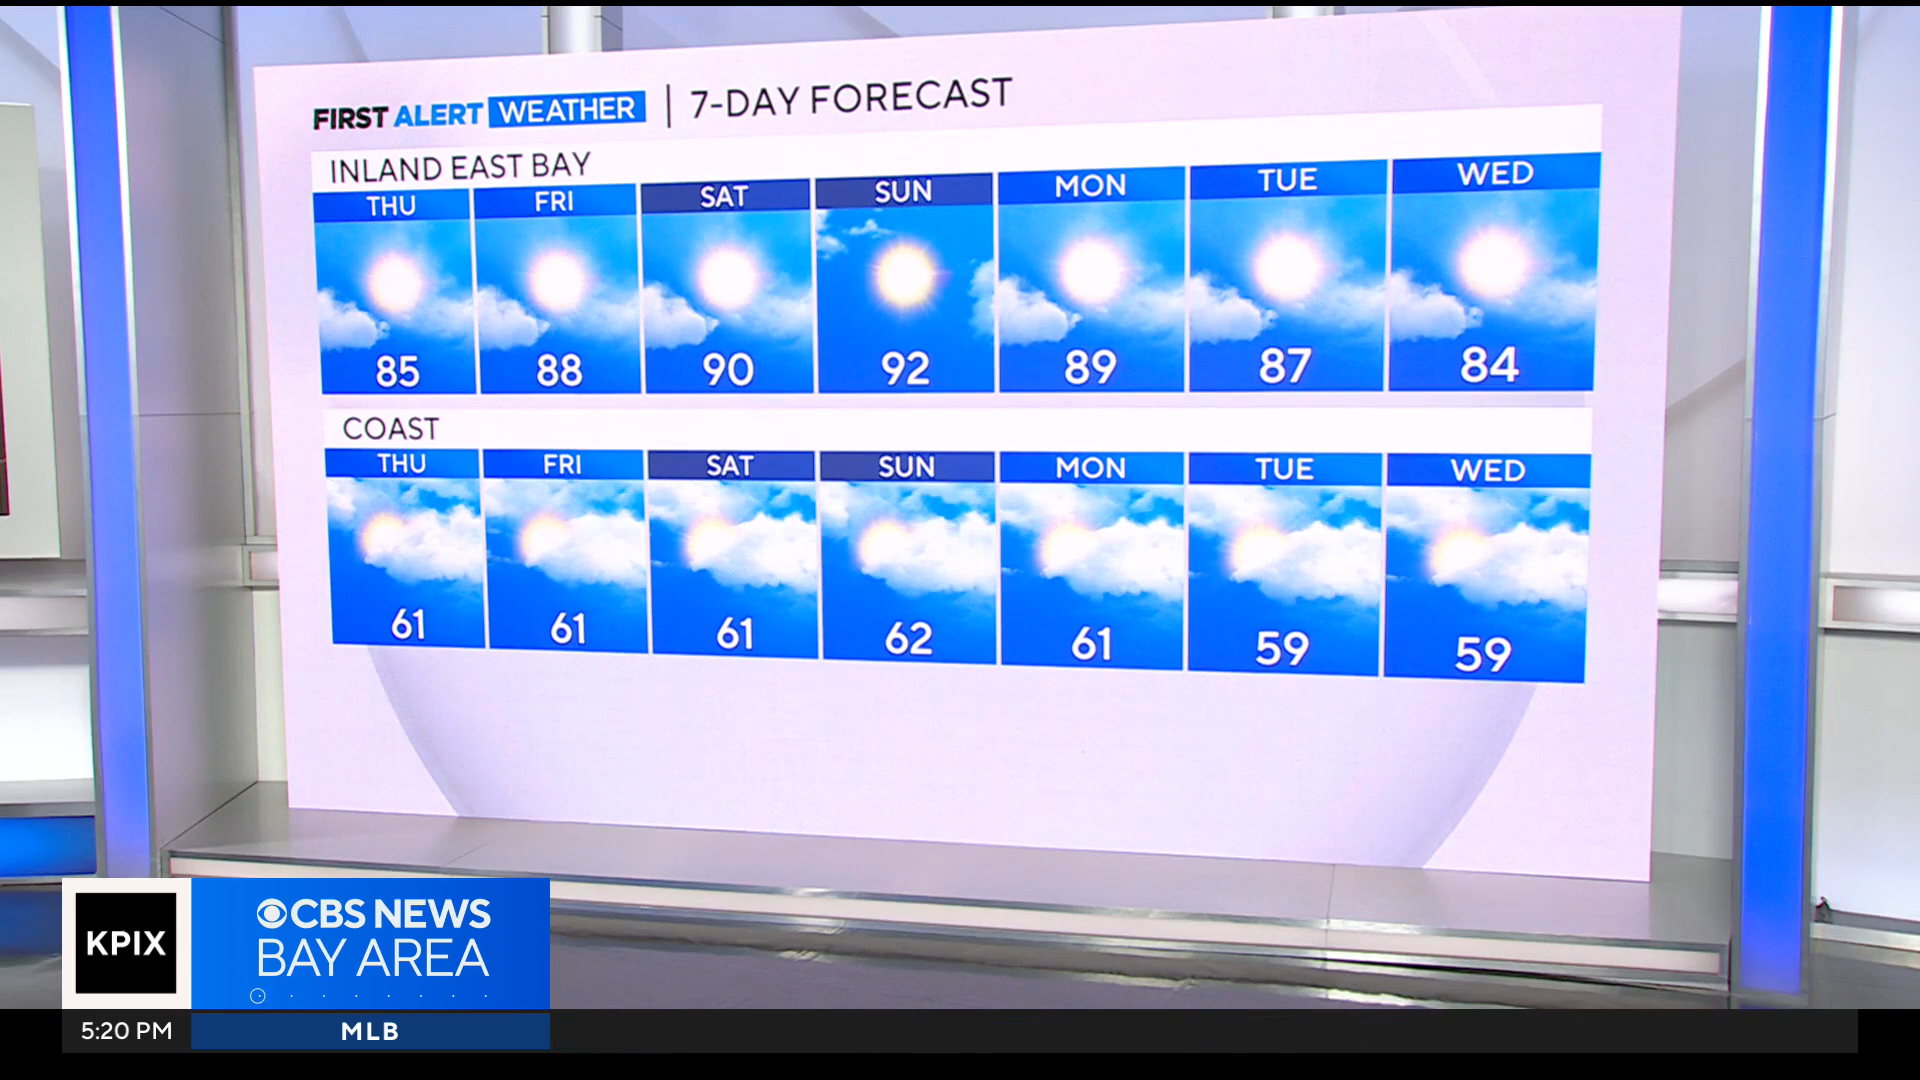 FIRST ALERT WEATHER | 7-DAY FORECAST
INLAND EAST BAY
THU FRI SAT SUN MON TUE WED
85 88 90 92 89 87 84
COAST
THU FRI SAT SUN MON TUE WED
61 61 61 62 61 59 59
KPIX
CBS NEWS
BAY AREA
5:20 PM
MLB